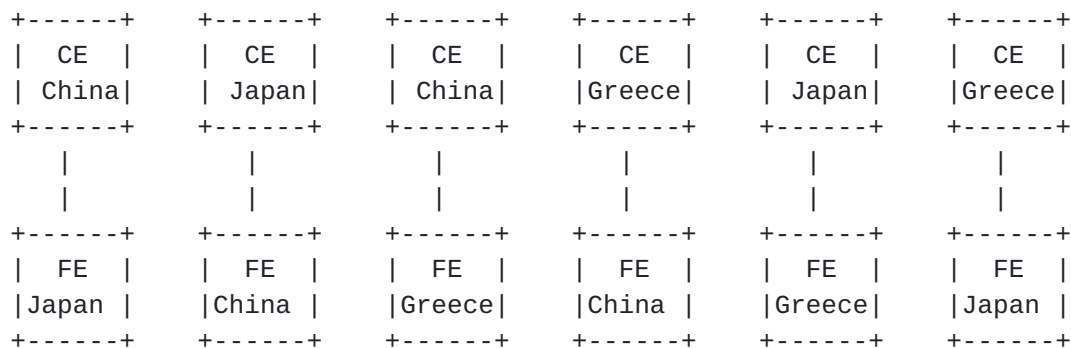 +------+    +------+    +------+    +------+    +------+    +------+
|  CE  |    |  CE  |    |  CE  |    |  CE  |    |  CE  |    |  CE  |
| China|    | Japan|    | China|    |Greece|    | Japan|    |Greece|
+------+    +------+    +------+    +------+    +------+    +------+
   |           |           |           |           |           |
   |           |           |           |           |           |
+------+    +------+    +------+    +------+    +------+    +------+
|  FE  |    |  FE  |    |  FE  |    |  FE  |    |  FE  |    |  FE  |
|Japan |    |China |    |Greece|    |China |    |Greece|    |Japan |
+------+    +------+    +------+    +------+    +------+    +------+